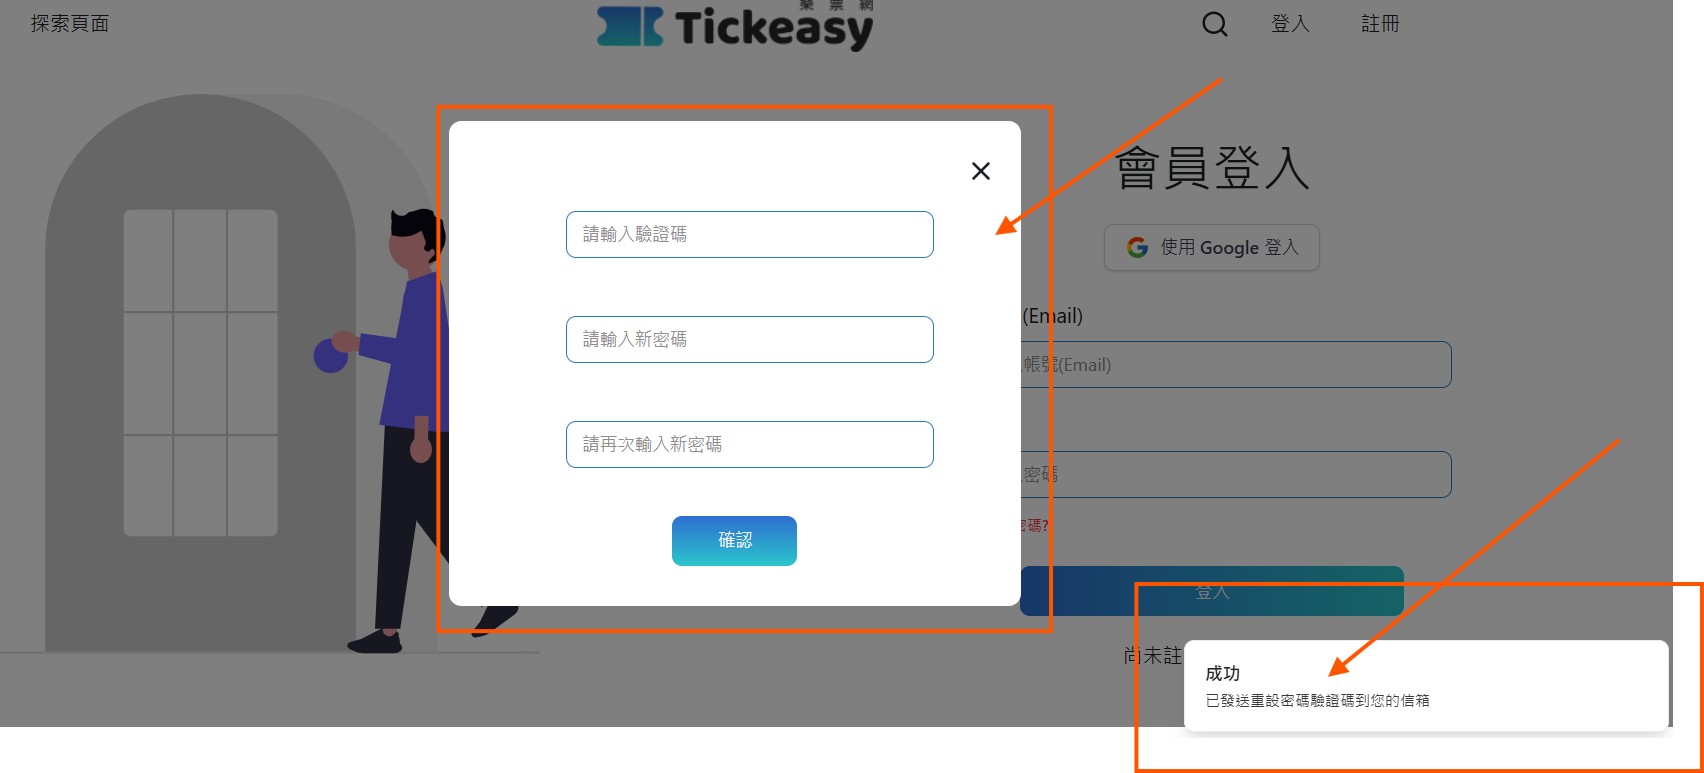 探索頁面
票網
Tickeasy
登入
註冊
會員登入
使用 Google 登入
(Email)
帳號(Email)
密碼
密碼?
登入
尚未註
請輸入驗證碼
請輸入新密碼
請再次輸入新密碼
確認
成功
已發送重設密碼驗證碼到您的信箱